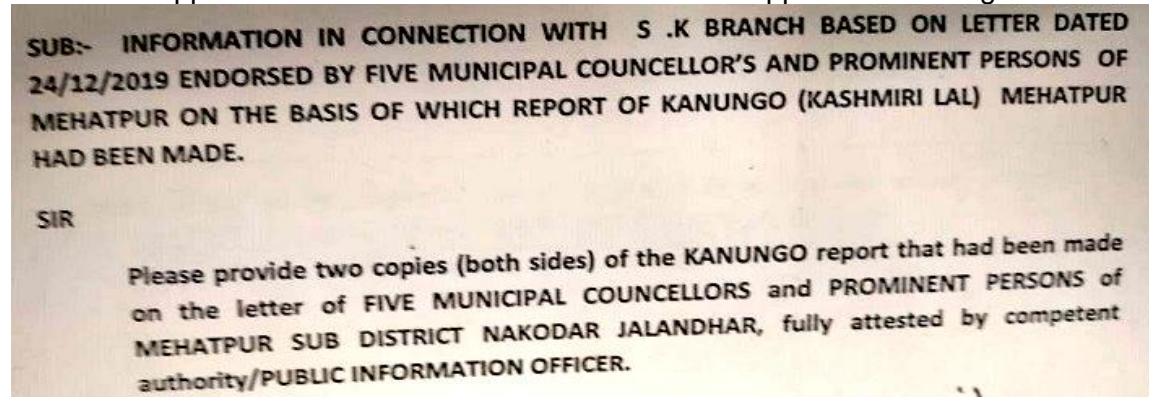 SUB:- INFORMATION IN CONNECTION WITH S .K BRANCH BASED ON LETTER DATED
24/12/2019 ENDORSED BY FIVE MUNICIPAL COUNCELLOR'S AND PROMINENT PERSONS OF
MEHATPUR ON THE BASIS OF WHICH REPORT OF KANUNGO (KASHMIRI LAL) MEHATPUR
HAD BEEN MADE.
SIR
Please provide two copies (both sides) of the KANUNGO report that had been made
on the letter of FIVE MUNICIPAL COUNCELLORS and PROMINENT PERSONS of
MEHATPUR SUB DISTRICT NAKODAR JALANDHAR, fully attested by competent
authority/PUBLIC INFORMATION OFFICER.